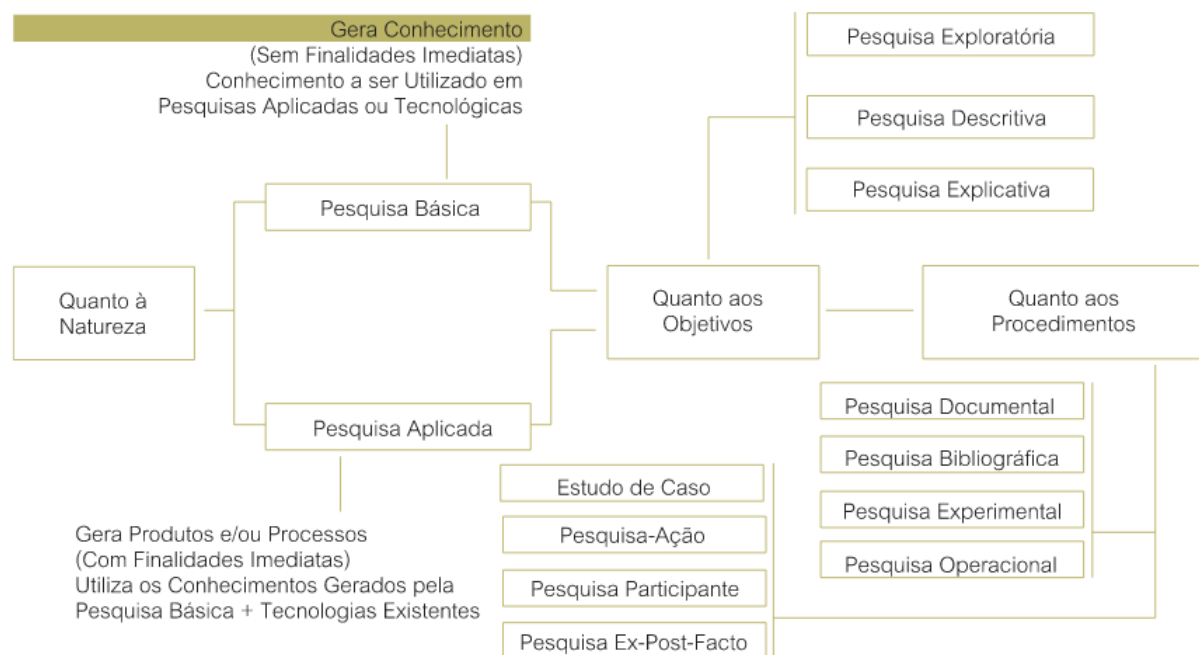 Gera Conhecimento
(Sem Finalidades Imediatas)
Conhecimento a ser Utilizado em
Pesquisas Aplicadas ou Tecnológicas
Pesquisa Exploratória
Pesquisa Descritiva
Pesquisa Explicativa
Pesquisa Básica
Quanto à
Natureza
Quanto aos
Objetivos
Quanto aos
Procedimentos
Pesquisa Aplicada
Gera Produtos e/ou Processos
(Com Finalidades Imediatas)
Utiliza os Conhecimentos Gerados pela
Pesquisa Básica + Tecnologias Existentes
Pesquisa Documental
Pesquisa Bibliográfica
Pesquisa Experimental
Pesquisa Operacional
Estudo de Caso
Pesquisa-Ação
Pesquisa Participante
Pesquisa Ex-Post-Facto